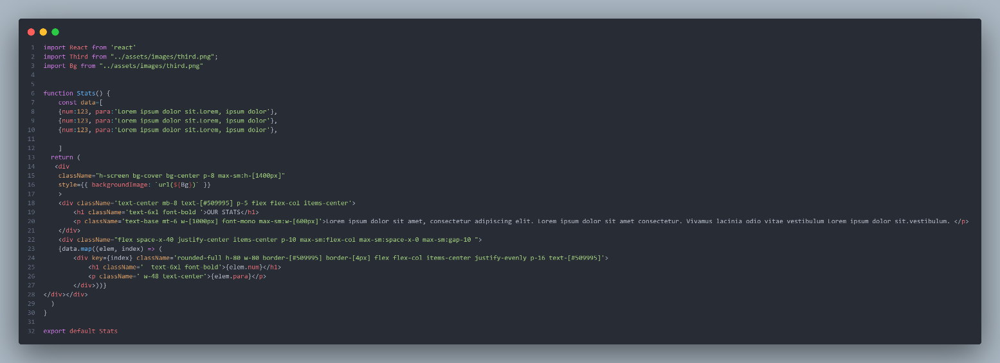 1 import React from 'react'
2 import Third from "../assets/images/third.png";
3 import Bg from "../assets/images/third.png"
4
5
6 function Stats() {
7     const data=[
8     {num:123, para:'Lorem ipsum dolor sit.Lorem, ipsum dolor'},
9     {num:123, para:'Lorem ipsum dolor sit.Lorem, ipsum dolor'},
10     {num:123, para:'Lorem ipsum dolor sit.Lorem, ipsum dolor'},
11
12     ]
13   return (
14    <div
15     className="h-screen bg-cover bg-center p-8 max-sm:h-[1400px]"
16     style={{ backgroundImage: `url(${Bg})` }}
17     >
18     <div className='text-center mb-8 text-[#509995] p-5 flex flex-col items-center'>
19         <h1 className='text-6xl font-bold '>OUR STATS</h1>
20         <p className='text-base mt-6 w-[1000px] font-mono max-sm:w-[600px]'>Lorem ipsum dolor sit amet, consectetur adipiscing elit. Lorem ipsum dolor sit amet consectetur. Vivamus lacinia odio vitae vestibulum Lorem ipsum dolor sit.vestibulum. </p>
21     </div>
22     <div className="flex space-x-40 justify-center items-center p-10 max-sm:flex-col max-sm:space-x-0 max-sm:gap-10 ">
23     {data.map((elem, index) => (
24         <div key={index} className='rounded-full h-80 w-80 border-[#509995] border-[4px] flex flex-col items-center justify-evenly p-16 text-[#509995]'>
25             <h1 className='  text-6xl font-bold'>{elem.num}</h1>
26             <p className=' w-48 text-center'>{elem.para}</p>
27         </div>))}
28 </div></div>
29   )
30 }
31
32 export default Stats